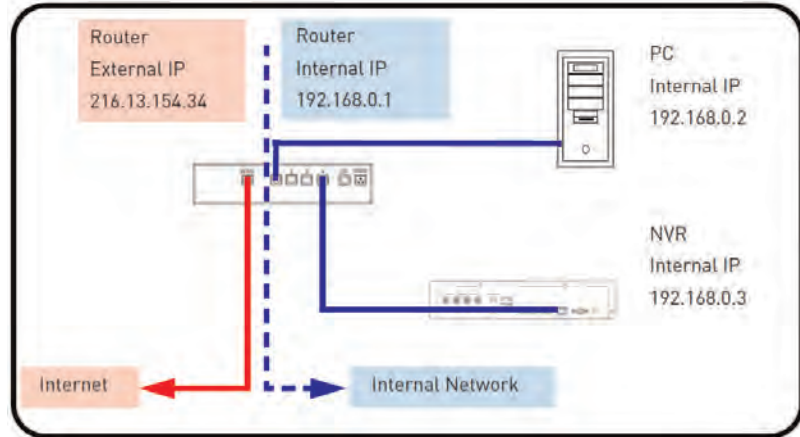 Router
External IP
216.13.154.34
Router
Internal IP
192.168.0.1
PC
Internal IP
192.168.0.2
NVR
Internal IP
192.168.0.3
Internet
Internal Network